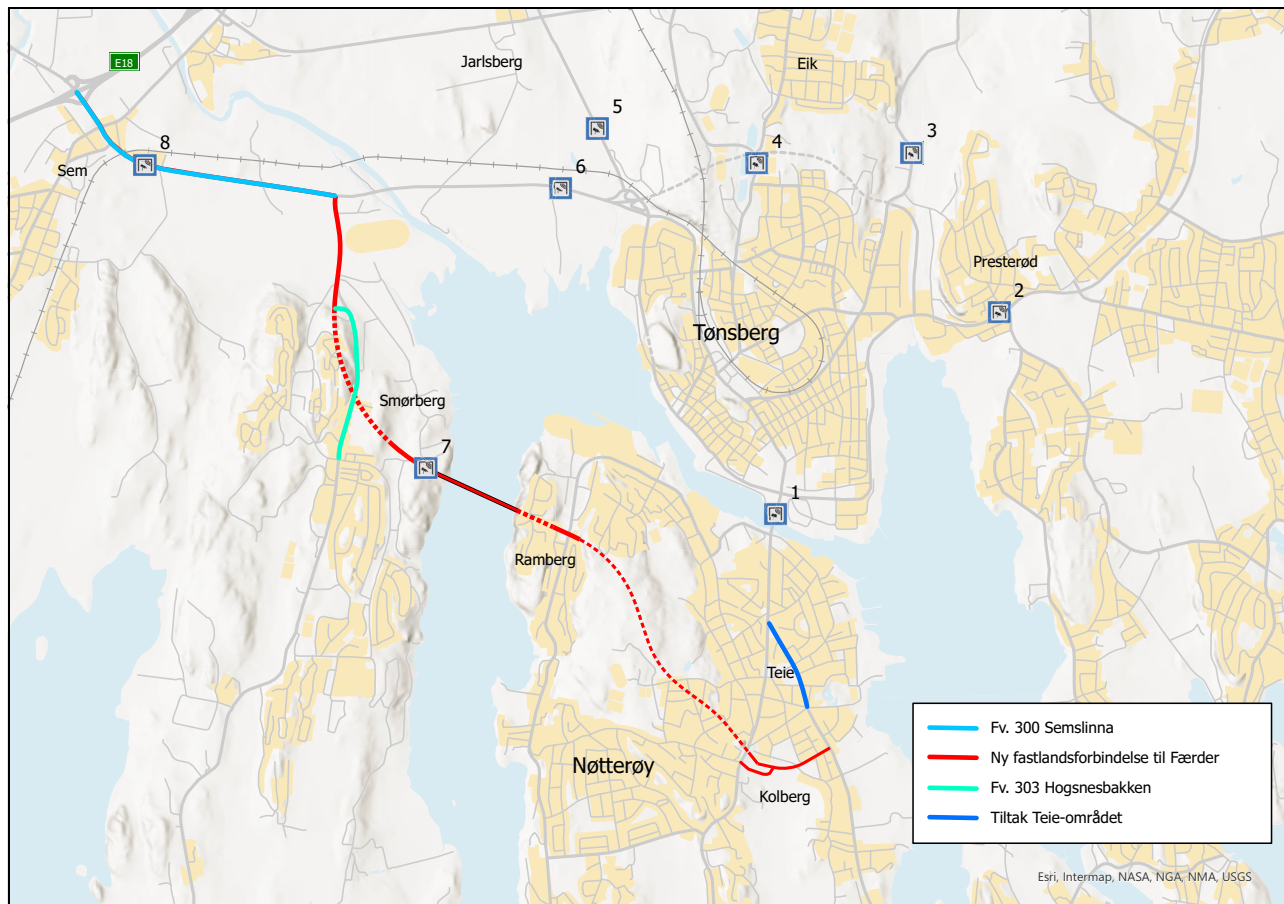 E18
Jarlsberg
Eik
5
3
4
8
6
Sem
Presterød
2
Tønsberg
Smørberg
7
1
Ramberg
Teie
Nøtterøy
Kolberg
Fv. 300 Semslinna
Ny fastlandsforbindelse til Færder
Fv. 303 Hogsnesbakken
Tiltak Teie-området
Esri, Intermap, NASA, NGA, NMA, USGS